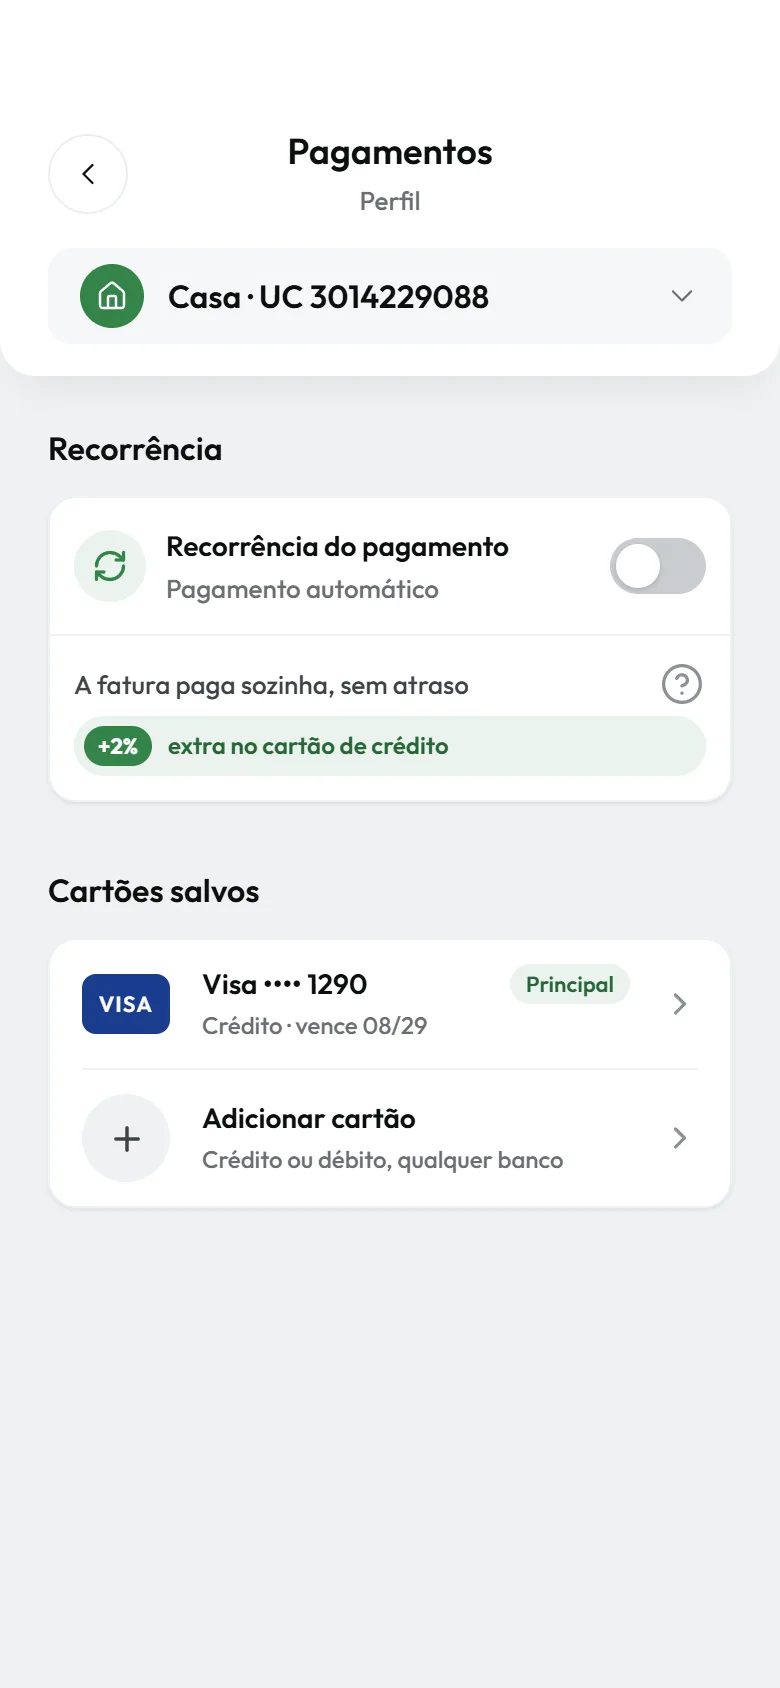 Pagamentos
Perfil
Casa · UC 3014229088
Recorrência
Recorrência do pagamento
Pagamento automático
A fatura paga sozinha, sem atraso
+2% extra no cartão de crédito
Cartões salvos
VISA
Visa •••• 1290
Principal
Crédito · vence 08/29
Adicionar cartão
Crédito ou débito, qualquer banco